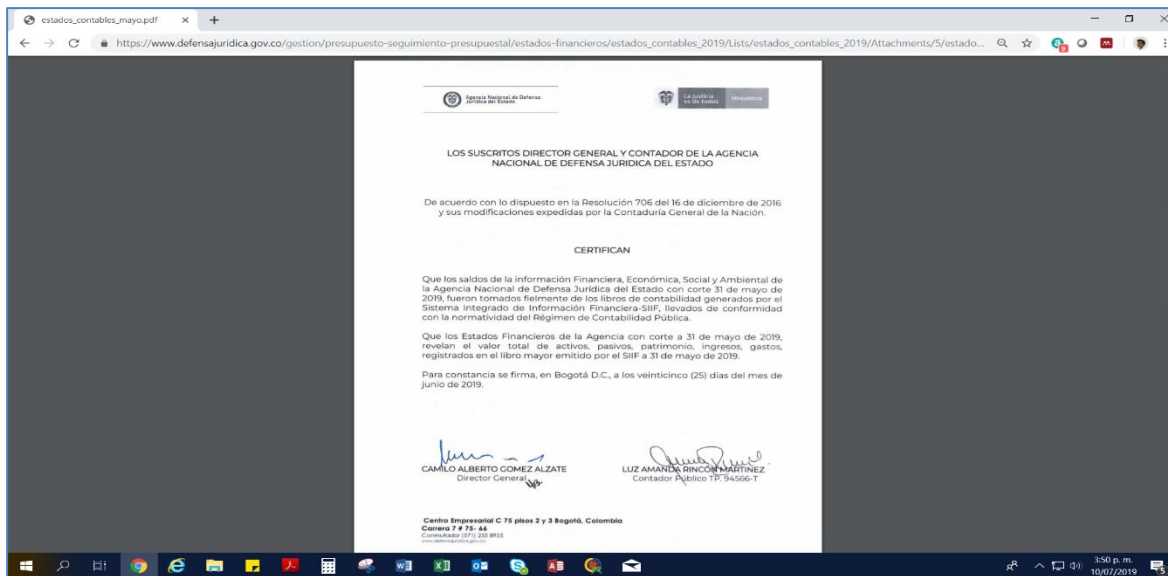 estados_contables_mayo.pdf
https://www.defensajuridica.gov.co/gestion/presupuesto-seguimiento-presupuestal/estados-financieros/estados_contables_2019/Lists/estados_contables_2019/Attachments/5/estado...
Agencia Nacional de Defensa
Jurídica del Estado
La justicia
es de todos
Minjusticia
LOS SUSCRITOS DIRECTOR GENERAL Y CONTADOR DE LA AGENCIA
NACIONAL DE DEFENSA JURIDICA DEL ESTADO
De acuerdo con lo dispuesto en la Resolución 706 del 16 de diciembre de 2016
y sus modificaciones expedidas por la Contaduría General de la Nación.
CERTIFICAN
Que los saldos de la información Financiera, Económica, Social y Ambiental de
la Agencia Nacional de Defensa Jurídica del Estado con corte 31 de mayo de
2019, fueron tomados fielmente de los libros de contabilidad generados por el
Sistema Integrado de Información Financiera-SIIF, llevados de conformidad
con la normatividad del Régimen de Contabilidad Pública.
Que los Estados Financieros de la Agencia con corte a 31 de mayo de 2019,
revelan el valor total de activos, pasivos, patrimonio, ingresos, gastos,
registrados en el libro mayor emitido por el SIIF a 31 de mayo de 2019.
Para constancia se firma, en Bogotá D.C., a los veinticinco (25) días del mes de
junio de 2019.
CAMILO ALBERTO GOMEZ ALZATE
Director General
LUZ AMANDA RINCÓN MARTINEZ
Contador Público TP. 94566-T
Centro Empresarial C 75 pisos 2 y 3 Bogotá, Colombia
Carrera 7 # 75- 66
Conmutador (571) 255 8955
www.defensajuridica.gov.co
3:50 p. m.
10/07/2019